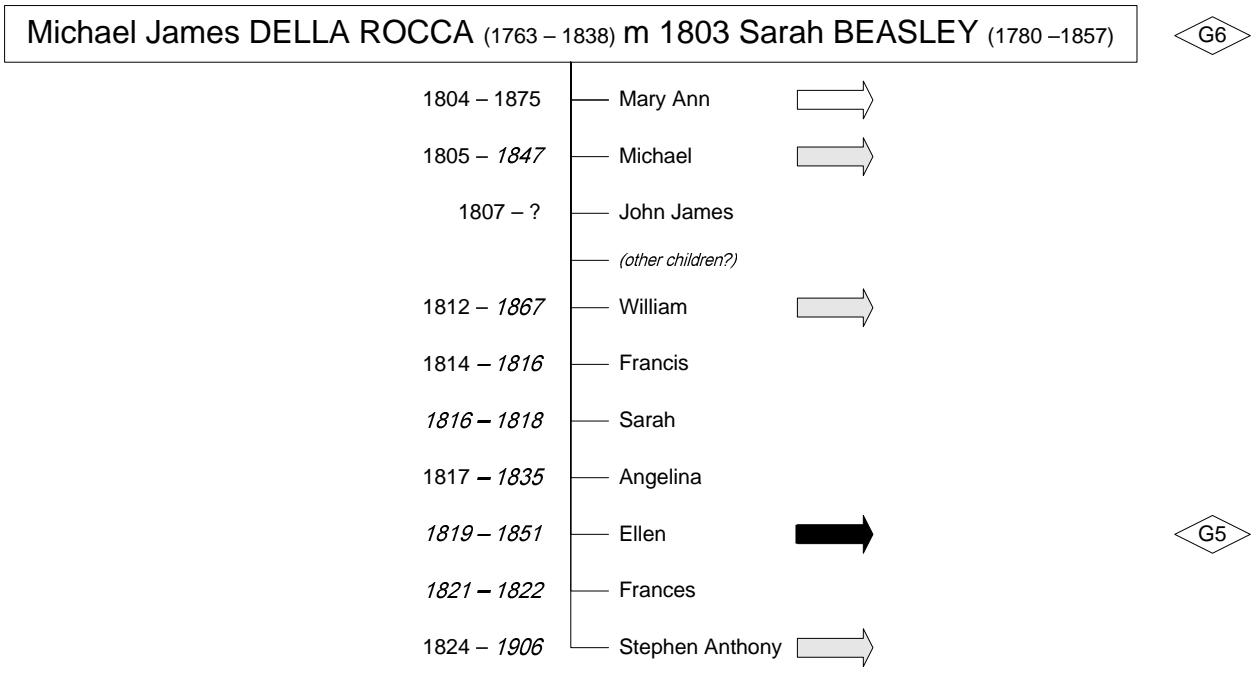 Michael James DELLA ROCCA (1763 – 1838) m 1803 Sarah BEASLEY (1780 –1857) G6
1804 – 1875 Mary Ann
1805 – 1847 Michael
1807 – ? John James
(other children?)
1812 – 1867 William
1814 – 1816 Francis
1816 – 1818 Sarah
1817 – 1835 Angelina
1819 – 1851 Ellen G5
1821 – 1822 Frances
1824 – 1906 Stephen Anthony